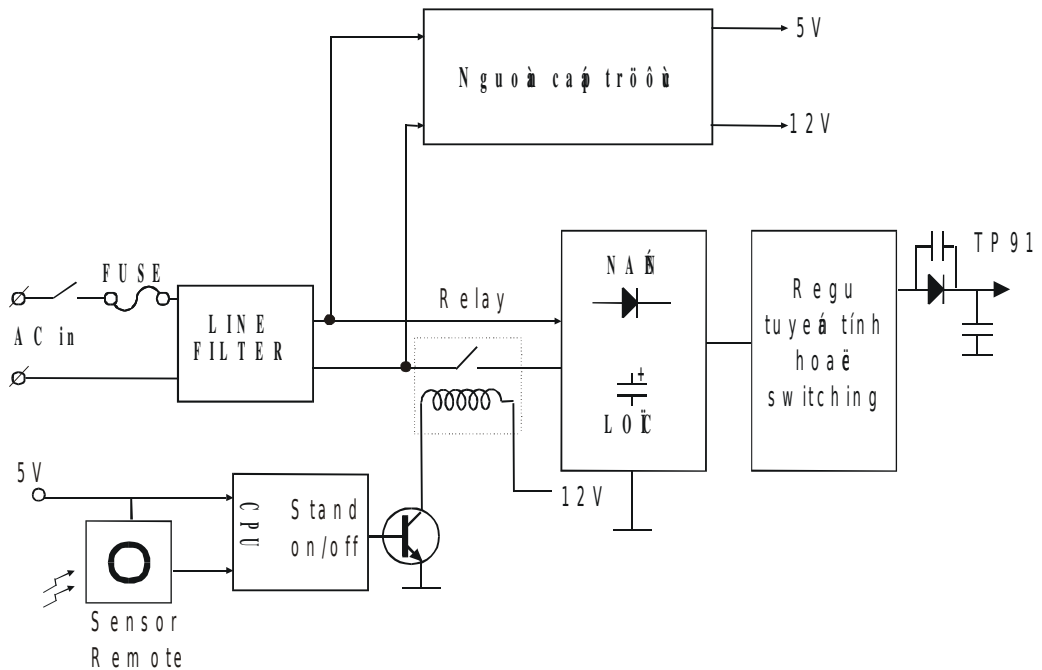 5V
Nguoàn caáp tröôùc
12V
FUSE
TP91
NAÉN
Relay
Regu
LINE
tuyeán tính
AC in
FILTER
hoaëc
+
switching
LOÏC
5V
12V
CPU
Stand
on/off
Sensor
Remote